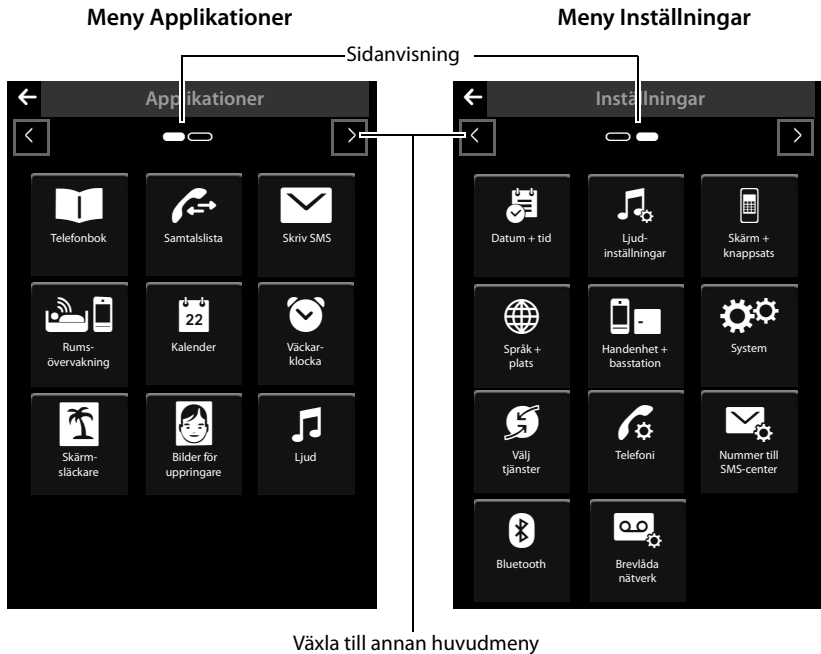 Meny Applikationer
Meny Inställningar
Sidanvisning
Applikationer
Telefonbok
Samtalslista
Skriv SMS
Rums-
övervakning
22
Kalender
Väckar-
klocka
Skärm-
släckare
Bilder för
uppringare
Ljud
Inställningar
Datum + tid
Ljud-
inställningar
Skärm +
knappsats
Språk +
plats
Handenhet +
basstation
System
Välj
tjänster
Telefoni
Nummer till
SMS-center
Bluetooth
Brevlåda
nätverk
Växla till annan huvudmeny